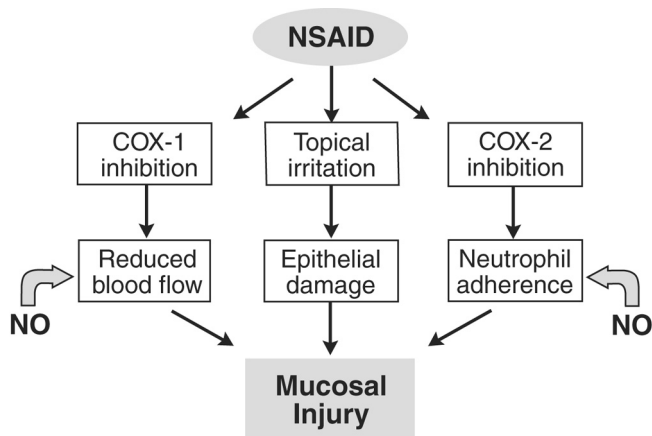 NSAID
COX-1
inhibition
Topical
irritation
COX-2
inhibition
Reduced
blood flow
Epithelial
damage
Neutrophil
adherence
NO
NO
Mucosal
Injury